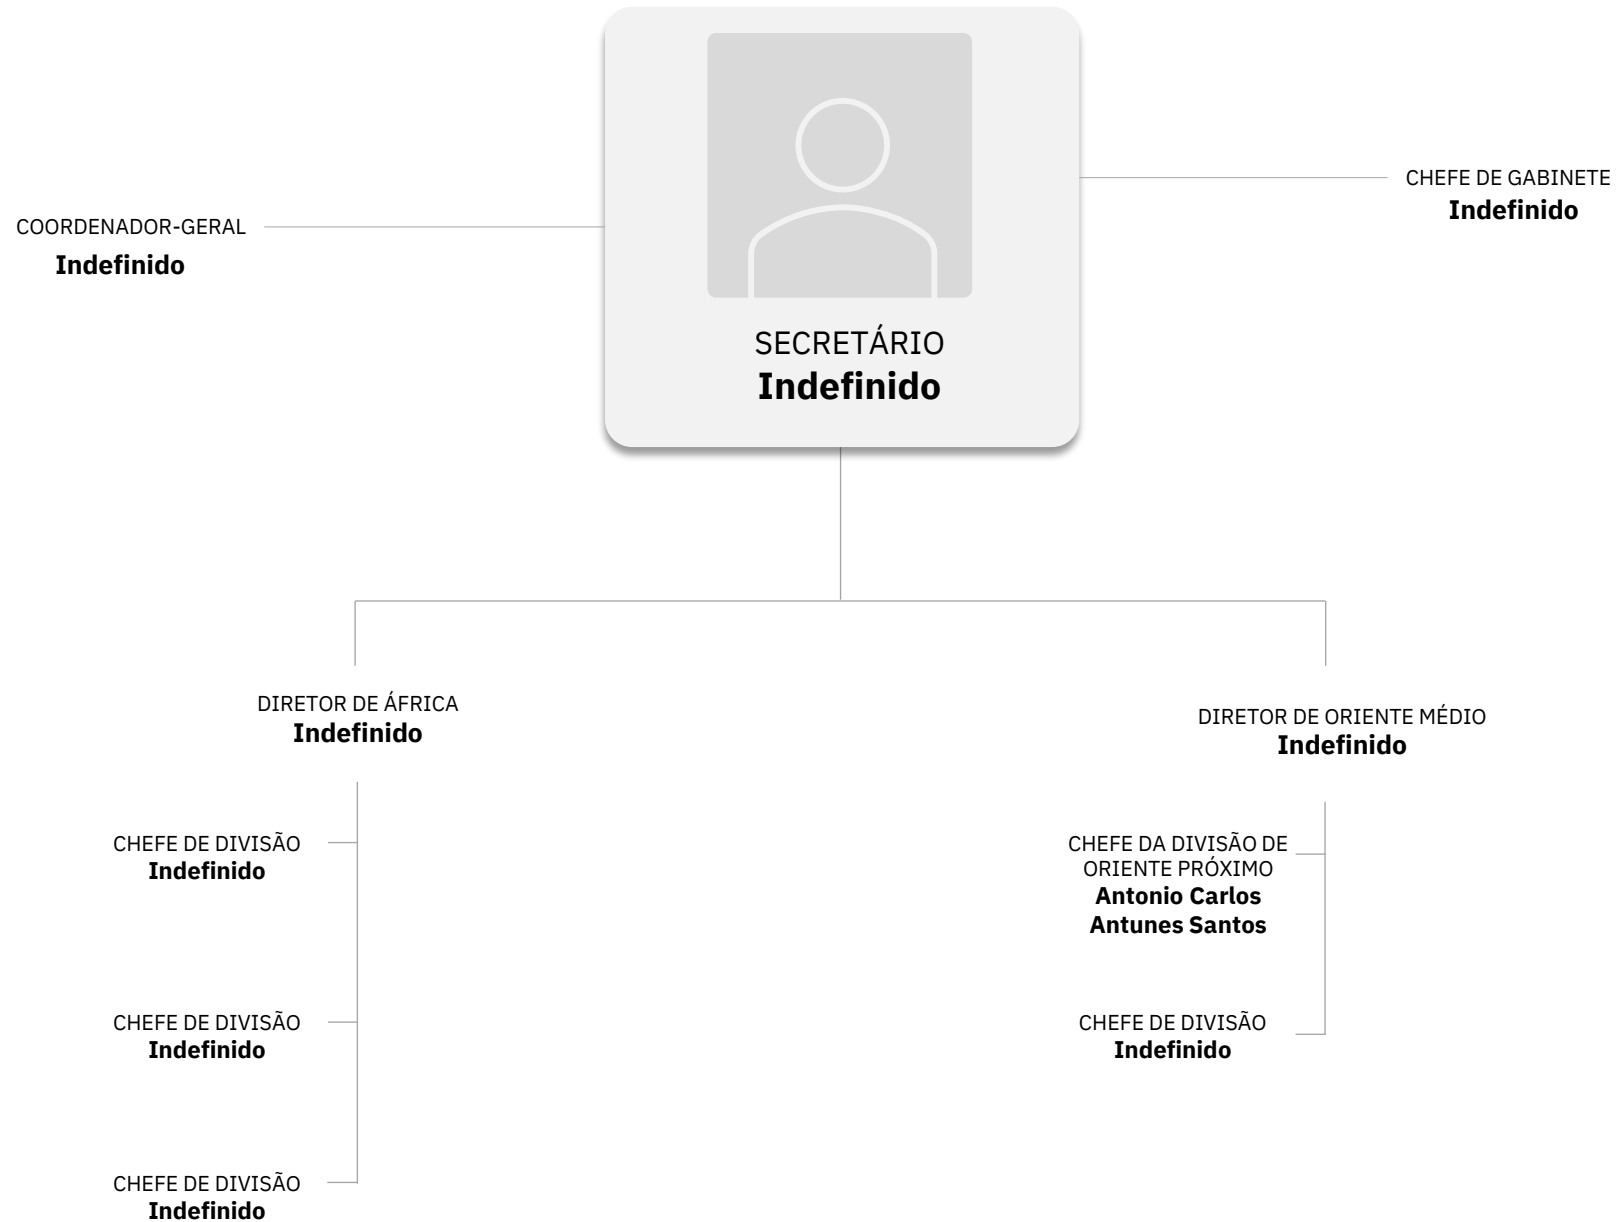 CHEFE DE GABINETE
Indefinido
COORDENADOR-GERAL
Indefinido
SECRETÁRIO
Indefinido
DIRETOR DE ÁFRICA
Indefinido
DIRETOR DE ORIENTE MÉDIO
Indefinido
CHEFE DE DIVISÃO
Indefinido
CHEFE DA DIVISÃO DE
ORIENTE PRÓXIMO
Antonio Carlos
Antunes Santos
CHEFE DE DIVISÃO
Indefinido
CHEFE DE DIVISÃO
Indefinido
CHEFE DE DIVISÃO
Indefinido